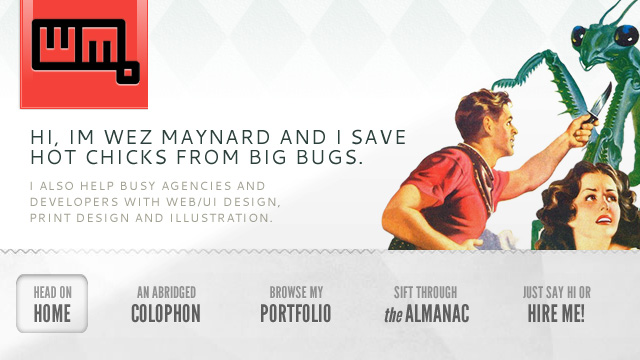 wm.
HI, IM WEZ MAYNARD AND I SAVE
HOT CHICKS FROM BIG BUGS.
I ALSO HELP BUSY AGENCIES AND
DEVELOPERS WITH WEB/UI DESIGN,
PRINT DESIGN AND ILLUSTRATION.
HEAD ON
HOME
AN ABRIDGED
COLOPHON
BROWSE MY
PORTFOLIO
SIFT THROUGH
the ALMANAC
JUST SAY HI OR
HIRE ME!